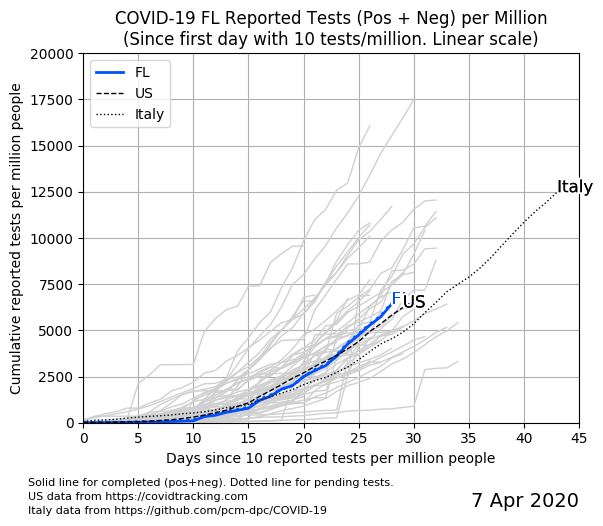 COVID-19 FL Reported Tests (Pos + Neg) per Million
(Since first day with 10 tests/million. Linear scale)
Cumulative reported tests per million people
20000
17500
15000
12500
10000
7500
5000
2500
0
FL
US
Italy
Italy
FL
US
0 5 10 15 20 25 30 35 40 45
Days since 10 reported tests per million people
Solid line for completed (pos+neg). Dotted line for pending tests.
US data from https://covidtracking.com
Italy data from https://github.com/pcm-dpc/COVID-19
7 Apr 2020